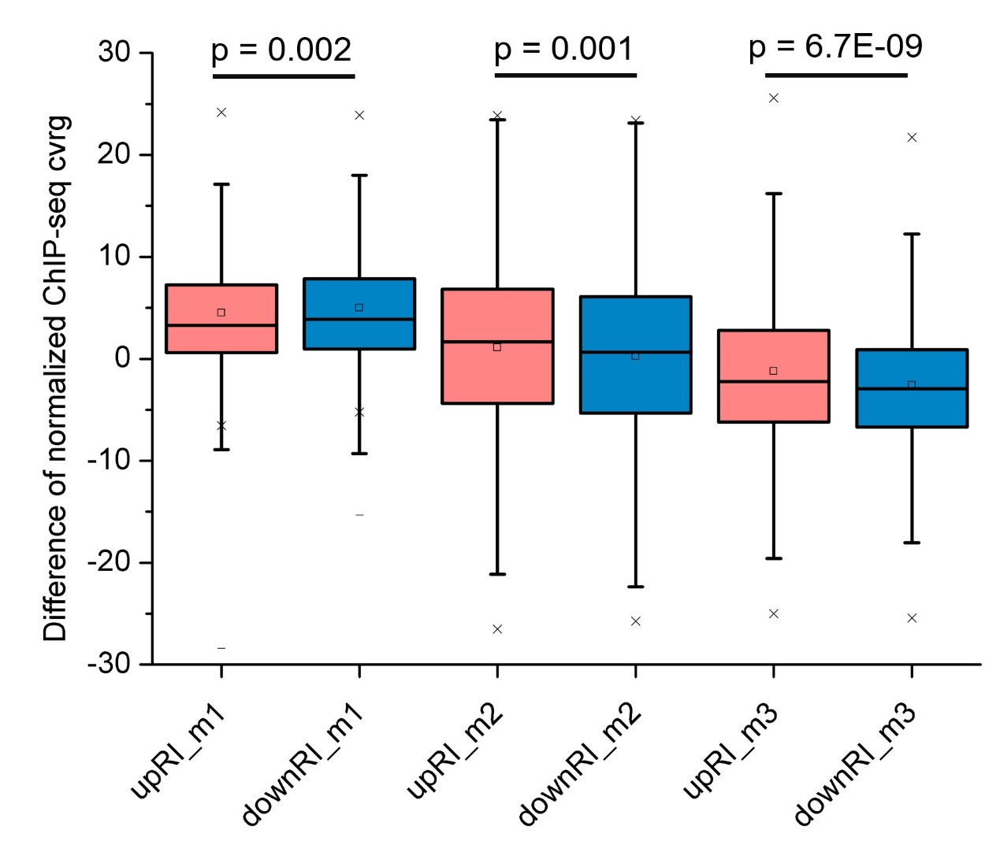 p = 0.002
p = 0.001
p = 6.7E-09
Difference of normalized ChIP-seq cvrg
30
20
10
0
-10
-20
-30
upRI_m1
downRI_m1
upRI_m2
downRI_m2
upRI_m3
downRI_m3